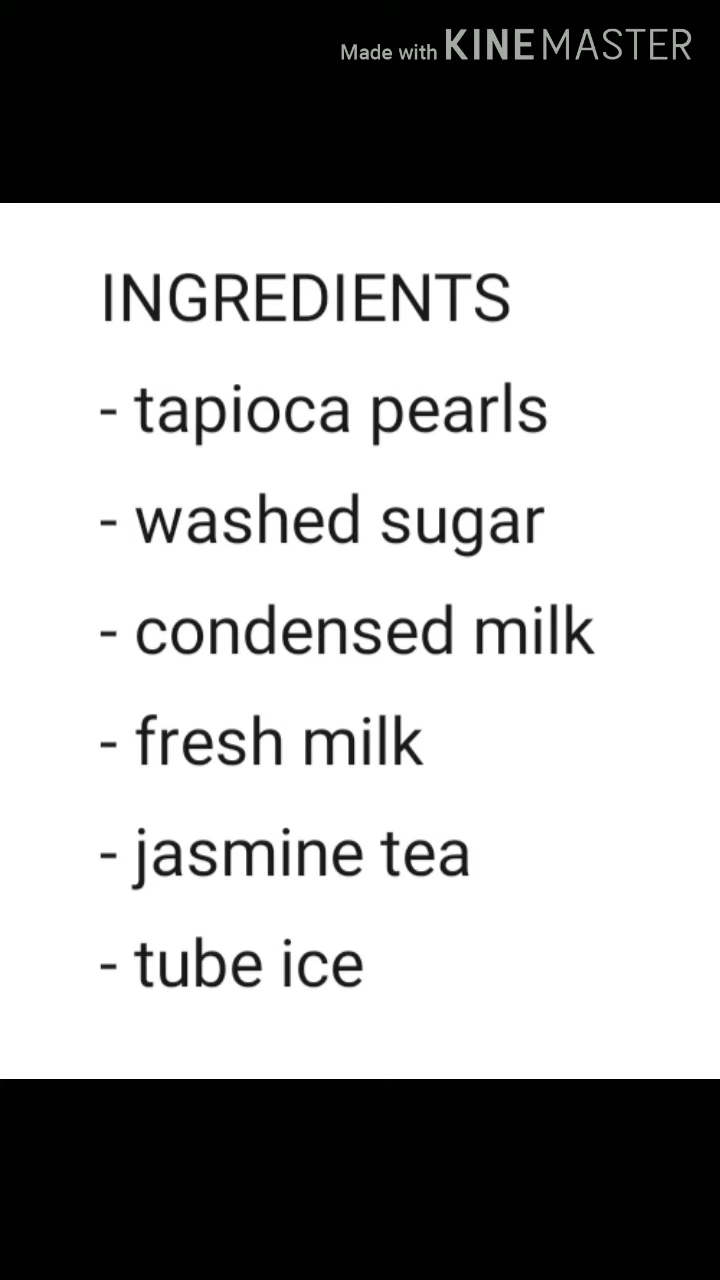 Made with KINEMASTER
INGREDIENTS
- tapioca pearls
- washed sugar
- condensed milk
- fresh milk
- jasmine tea
- tube ice